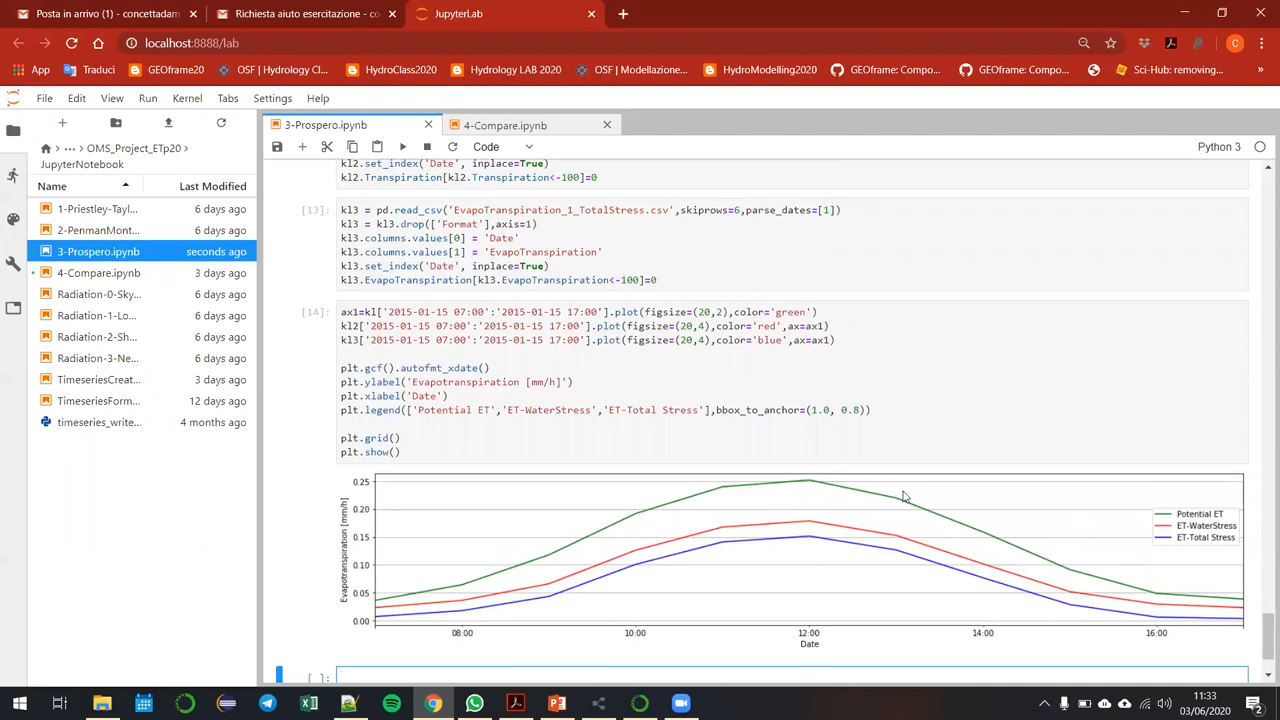 Posta in arrivo (1) - concettadam
Richiesta aiuto esercitazione - co
JupyterLab
localhost:8888/lab
App
Traduci
GEOframe20
OSF | Hydrology Cl...
HydroClass2020
Hydrology LAB 2020
OSF | Modellazione...
HydroModelling2020
GEOframe: Compo...
GEOframe: Compo...
Sci-Hub: removing...
File Edit View Run Kernel Tabs Settings Help
··· > OMS_Project_ETp20 >
JupyterNotebook
Name Last Modified
1-Priestley-Tayl... 6 days ago
2-PenmanMont... 6 days ago
3-Prospero.ipynb seconds ago
4-Compare.ipynb 3 days ago
Radiation-0-Sky... 6 days ago
Radiation-1-Lo... 6 days ago
Radiation-2-Sh... 6 days ago
Radiation-3-Ne... 6 days ago
TimeseriesCreat... 3 days ago
TimeseriesForm... 12 days ago
timeseries_write... 4 months ago
3-Prospero.ipynb
4-Compare.ipynb
Code
Python 3
kl2.set_index('Date', inplace=True)
kl2.Transpiration[kl2.Transpiration<-100]=0
[13]: kl3 = pd.read_csv('EvapoTranspiration_1_TotalStress.csv',skiprows=6,parse_dates=[1])
kl3 = kl3.drop(['Format'],axis=1)
kl3.columns.values[0] = 'Date'
kl3.columns.values[1] = 'EvapoTranspiration'
kl3.set_index('Date', inplace=True)
kl3.EvapoTranspiration[kl3.EvapoTranspiration<-100]=0
[14]: ax1=kl['2015-01-15 07:00':'2015-01-15 17:00'].plot(figsize=(20,2),color='green')
kl2['2015-01-15 07:00':'2015-01-15 17:00'].plot(figsize=(20,4),color='red',ax=ax1)
kl3['2015-01-15 07:00':'2015-01-15 17:00'].plot(figsize=(20,4),color='blue',ax=ax1)
plt.gcf().autofmt_xdate()
plt.ylabel('Evapotranspiration [mm/h]')
plt.xlabel('Date')
plt.legend(['Potential ET','ET-WaterStress','ET-Total Stress'],bbox_to_anchor=(1.0, 0.8))
plt.grid()
plt.show()
Evapotranspiration [mm/h]
0.25
0.20
0.15
0.10
0.05
0.00
Potential ET
ET-WaterStress
ET-Total Stress
08:00 10:00 12:00 14:00 16:00
Date
[ ]:
11:33
03/06/2020
2